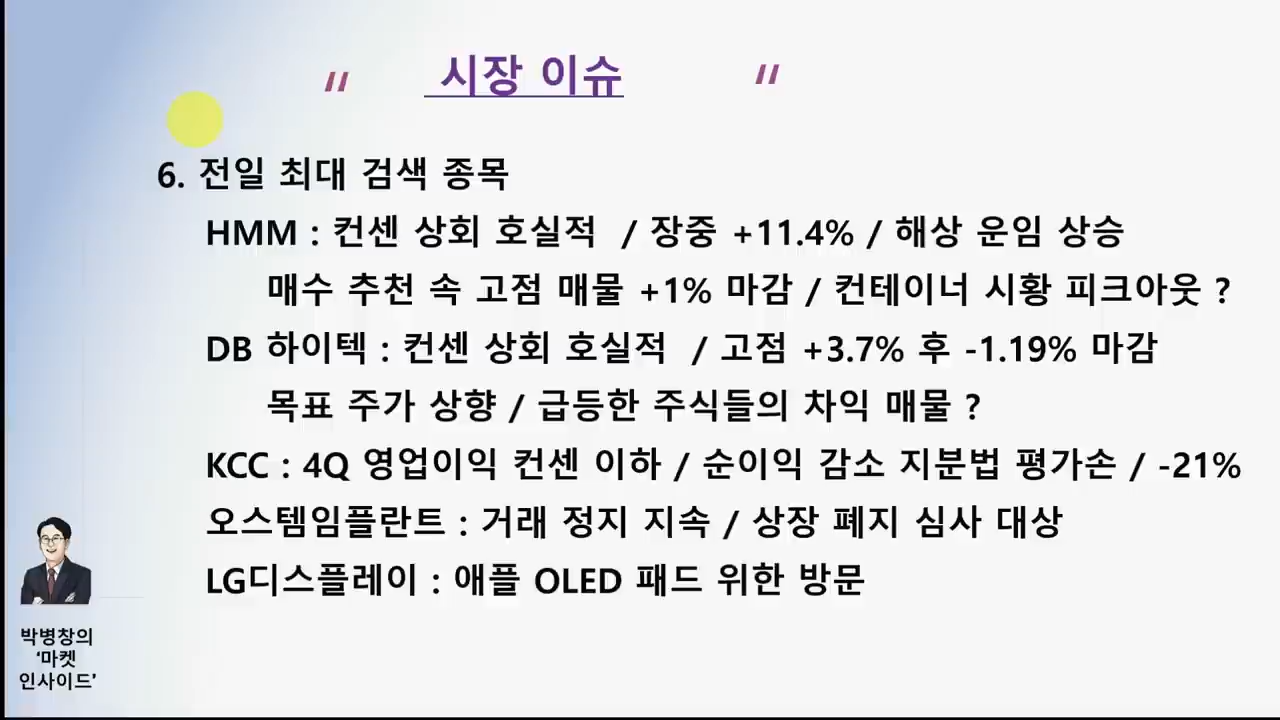 " 시장 이슈 "
6. 전일 최대 검색 종목
HMM : 컨센 상회 호실적 / 장중 +11.4% / 해상 운임 상승
매수 추천 속 고점 매물 +1% 마감 / 컨테이너 시황 피크아웃 ?
DB 하이텍 : 컨센 상회 호실적 / 고점 +3.7% 후 -1.19% 마감
목표 주가 상향 / 급등한 주식들의 차익 매물 ?
KCC : 4Q 영업이익 컨센 이하 / 순이익 감소 지분법 평가손 / -21%
오스템임플란트 : 거래 정지 지속 / 상장 폐지 심사 대상
LG디스플레이 : 애플 OLED 패드 위한 방문
박병창의
‘마켓
인사이드’